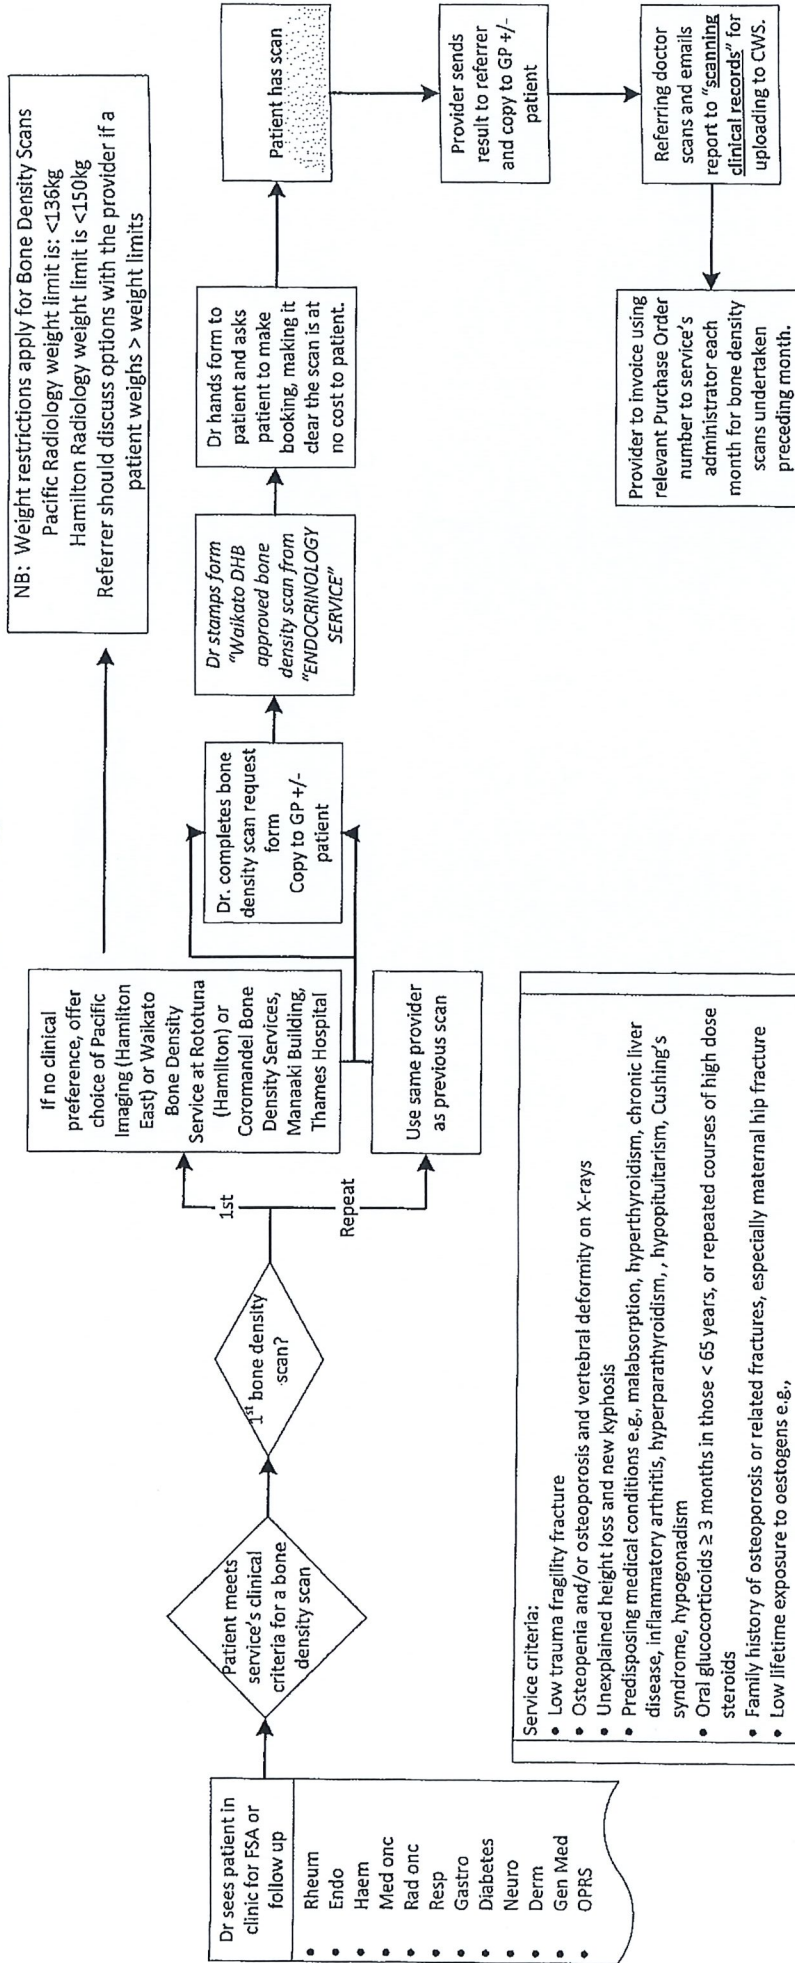 NB:  Weight restrictions apply for Bone Density Scans
Pacific Radiology weight limit is: <136kg
Hamilton Radiology weight limit is <150kg
Referrer should discuss options with the provider if a
patient weighs > weight limits
Dr sees patient in
clinic for FSA or
follow up
• Rheum
• Endo
• Haem
• Med onc
• Rad onc
• Resp
• Gastro
• Diabetes
• Neuro
• Derm
• Gen Med
• OPRS
Patient meets
service's clinical
criteria for a bone
density scan
1st bone density
scan?
1st
Repeat
If no clinical
preference, offer
choice of Pacific
Imaging (Hamilton
East) or Waikato
Bone Density
Service at Rototuna
(Hamilton) or
Coromandel Bone
Density Services,
Manaaki Building,
Thames Hospital
Use same provider
as previous scan
Dr. completes bone
density scan request
form
Copy to GP +/-
patient
Dr stamps form
"Waikato DHB
approved bone
density scan from
"ENDOCRINOLOGY
SERVICE"
Dr hands form to
patient and asks
patient to make
booking, making it
clear the scan is at
no cost to patient.
Patient has scan
Provider sends
result to referrer
and copy to GP +/-
patient
Referring doctor
scans and emails
report to "scanning
clinical records" for
uploading to CWS.
Provider to invoice using
relevant Purchase Order
number to service's
administrator each
month for bone density
scans undertaken
preceding month.
Service criteria:
• Low trauma fragility fracture
• Osteopenia and/or osteoporosis and vertebral deformity on X-rays
• Unexplained height loss and new kyphosis
• Predisposing medical conditions e.g., malabsorption, hyperthyroidism, chronic liver
disease, inflammatory arthritis, hyperparathyroidism, , hypopituitarism, Cushing's
syndrome, hypogonadism
• Oral glucocorticoids ≥ 3 months in those < 65 years, or repeated courses of high dose
steroids
• Family history of osteoporosis or related fractures, especially maternal hip fracture
• Low lifetime exposure to oestogens e.g.,